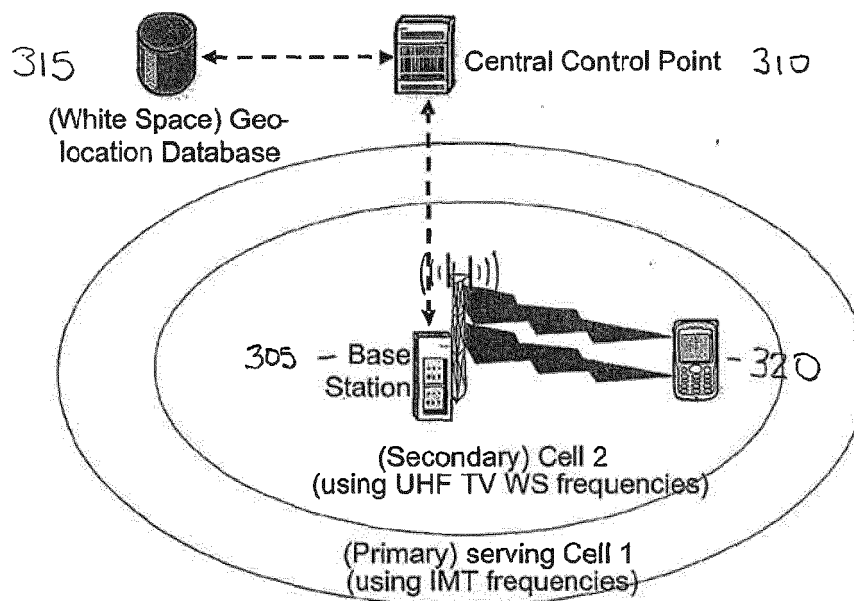 315
Central Control Point 310
(White Space) Geo-
location Database
305 – Base
Station
– 320
(Secondary) Cell 2
(using UHF TV WS frequencies)
(Primary) serving Cell 1
(using IMT frequencies)